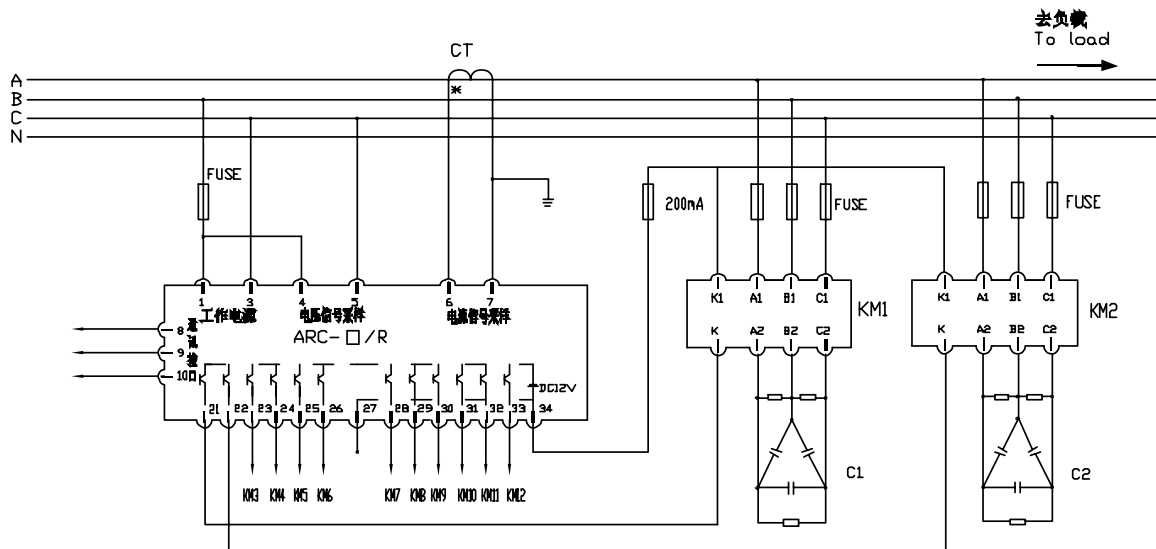 去负载
To load
CT
*
A
B
C
N
FUSE
200mA
FUSE
FUSE
1 3 4 5 6 7
工作电源 电压信号采样 电流信号采样
ARC-□/R
8
9
10
DC12V
21 22 23 24 25 26 27 28 29 30 31 32 33 34
KM3 KM4 KM5 KM6 KM7 KM8 KM9 KM10 KM11 KM12
K1 A1 B1 C1
K A2 B2 C2
KM1
K1 A1 B1 C1
K A2 B2 C2
KM2
C1
C2